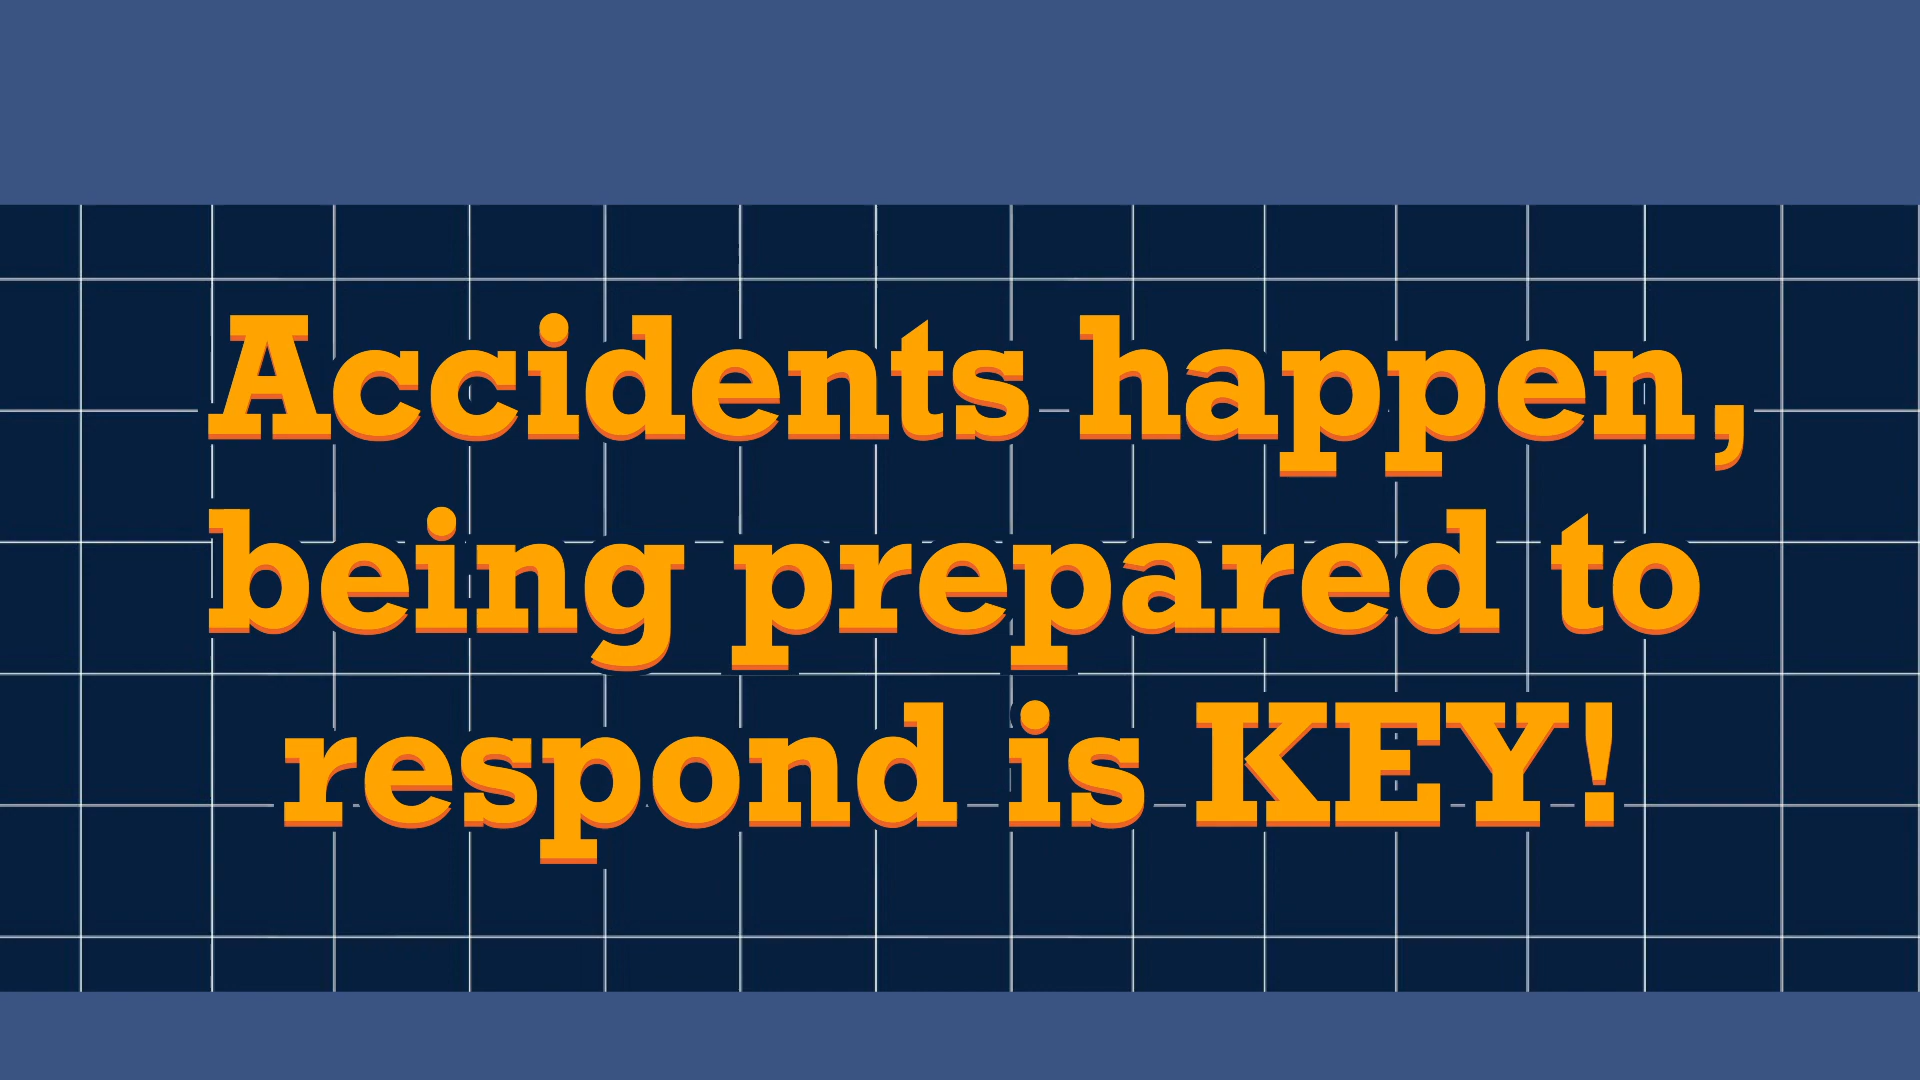 Accidents happen,
being prepared to
respond is KEY!